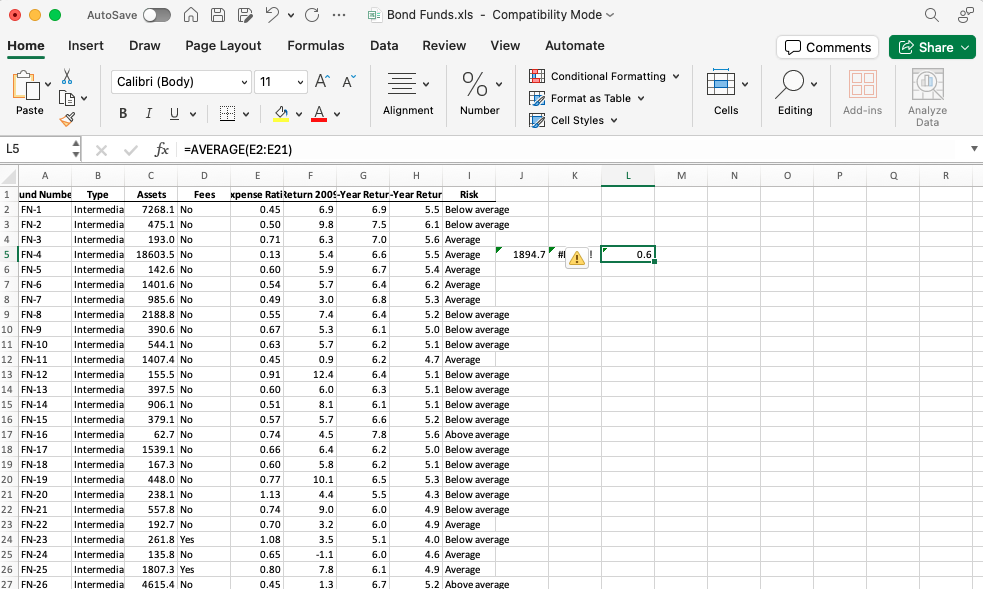 AutoSave
Bond Funds.xls - Compatibility Mode
Home Insert Draw Page Layout Formulas Data Review View Automate Comments Share
Paste
Calibri (Body) 11 A^ A˅
B I U A
Alignment
% Number
Conditional Formatting
Format as Table
Cell Styles
Cells
Editing
Add-ins
Analyze Data
L5 fx =AVERAGE(E2:E21)
A B C D E F G H I J K L M N O P Q R
1 und Numbe Type Assets Fees xpense Rati Return 2009 -Year Retur -Year Retur Risk
2 FN-1 Intermedia 7268.1 No 0.45 6.9 6.9 5.5 Below average
3 FN-2 Intermedia 475.1 No 0.50 9.8 7.5 6.1 Below average
4 FN-3 Intermedia 193.0 No 0.71 6.3 7.0 5.6 Average
5 FN-4 Intermedia 18603.5 No 0.13 5.4 6.6 5.5 Average 1894.7 ! 0.6
6 FN-5 Intermedia 142.6 No 0.60 5.9 6.7 5.4 Average
7 FN-6 Intermedia 1401.6 No 0.54 5.7 6.4 6.2 Average
8 FN-7 Intermedia 985.6 No 0.49 3.0 6.8 5.3 Average
9 FN-8 Intermedia 2188.8 No 0.55 7.4 6.4 5.2 Below average
10 FN-9 Intermedia 390.6 No 0.67 5.3 6.1 5.0 Below average
11 FN-10 Intermedia 544.1 No 0.63 5.7 6.2 5.1 Below average
12 FN-11 Intermedia 1407.4 No 0.45 0.9 6.2 4.7 Average
13 FN-12 Intermedia 155.5 No 0.91 12.4 6.4 5.1 Below average
14 FN-13 Intermedia 397.5 No 0.60 6.0 6.3 5.1 Below average
15 FN-14 Intermedia 906.1 No 0.51 8.1 6.1 5.1 Below average
16 FN-15 Intermedia 379.1 No 0.57 5.7 6.6 5.2 Below average
17 FN-16 Intermedia 62.7 No 0.74 4.5 7.8 5.6 Above average
18 FN-17 Intermedia 1539.1 No 0.66 6.4 6.2 5.0 Below average
19 FN-18 Intermedia 167.3 No 0.60 5.8 6.2 5.1 Below average
20 FN-19 Intermedia 448.0 No 0.77 10.1 6.5 5.3 Below average
21 FN-20 Intermedia 238.1 No 1.13 4.4 5.5 4.3 Below average
22 FN-21 Intermedia 557.8 No 0.74 9.0 6.0 4.9 Below average
23 FN-22 Intermedia 192.7 No 0.70 3.2 6.0 4.9 Average
24 FN-23 Intermedia 261.8 Yes 1.08 3.5 5.1 4.0 Below average
25 FN-24 Intermedia 135.8 No 0.65 -1.1 6.0 4.6 Average
26 FN-25 Intermedia 1807.3 Yes 0.80 7.8 6.1 4.9 Average
27 FN-26 Intermedia 4615.4 No 0.45 1.3 6.7 5.2 Above average